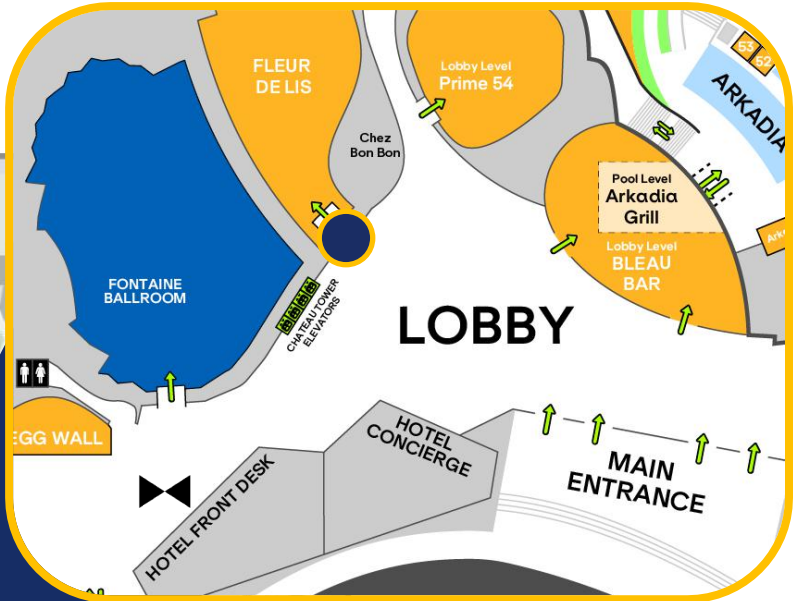 FLEUR
DE LIS
Lobby Level
Prime 54
53
52
ARKADIA
Chez
Bon Bon
Pool Level
Arkadia
Grill
Lobby Level
BLEAU
BAR
FONTAINE
BALLROOM
CHATEAU TOWER
ELEVATORS
LOBBY
EGG WALL
HOTEL
CONCIERGE
HOTEL FRONT DESK
MAIN
ENTRANCE